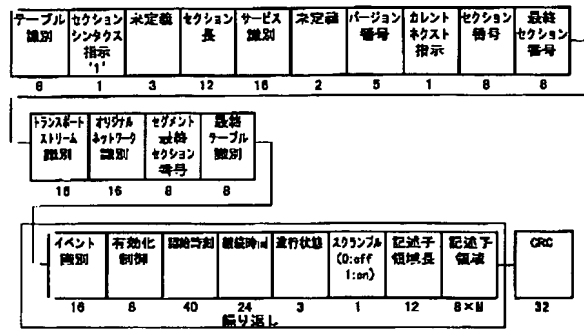 テーブル 識別
セクション シンタクス 指示 '1'
未定義
セクション 長
サービス 識別
未定義
バージョン 番号
カレント ネクスト 指示
セクション 番号
最終 セクション 番号
8 1 3 12 16 2 5 1 8 8
トランスポート ストリーム 識別
オリジナル ネットワーク 識別
セグメント 最終 セクション 番号
最終 テーブル 識別
16 16 8 8
イベント 識別
有効化 制御
開始時刻
継続時間
進行状態
スクランブル (0:off 1:on)
記述子 領域長
記述子 領域
CRC
16 8 40 24 3 1 12 8×N 32
繰り返し